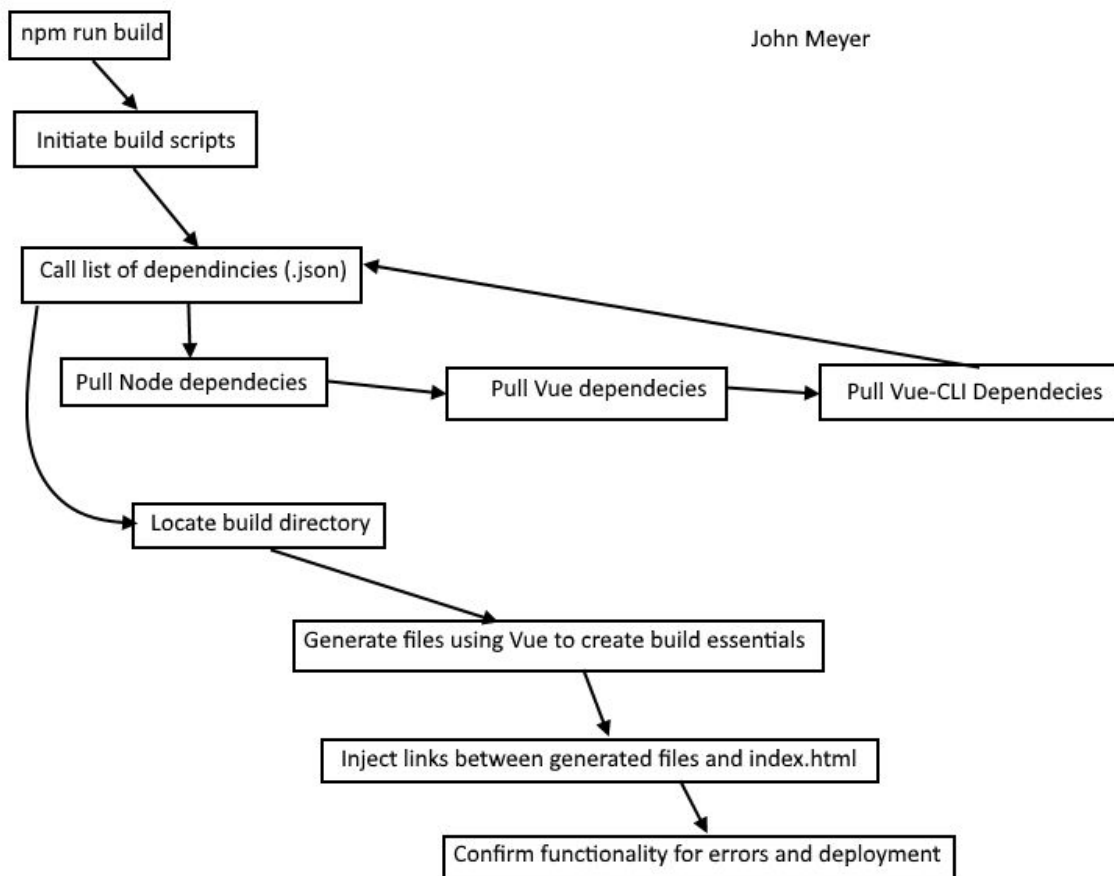 npm run build
John Meyer
Initiate build scripts
Call list of dependincies (.json)
Pull Node dependecies
Pull Vue dependecies
Pull Vue-CLI Dependecies
Locate build directory
Generate files using Vue to create build essentials
Inject links between generated files and index.html
Confirm functionality for errors and deployment